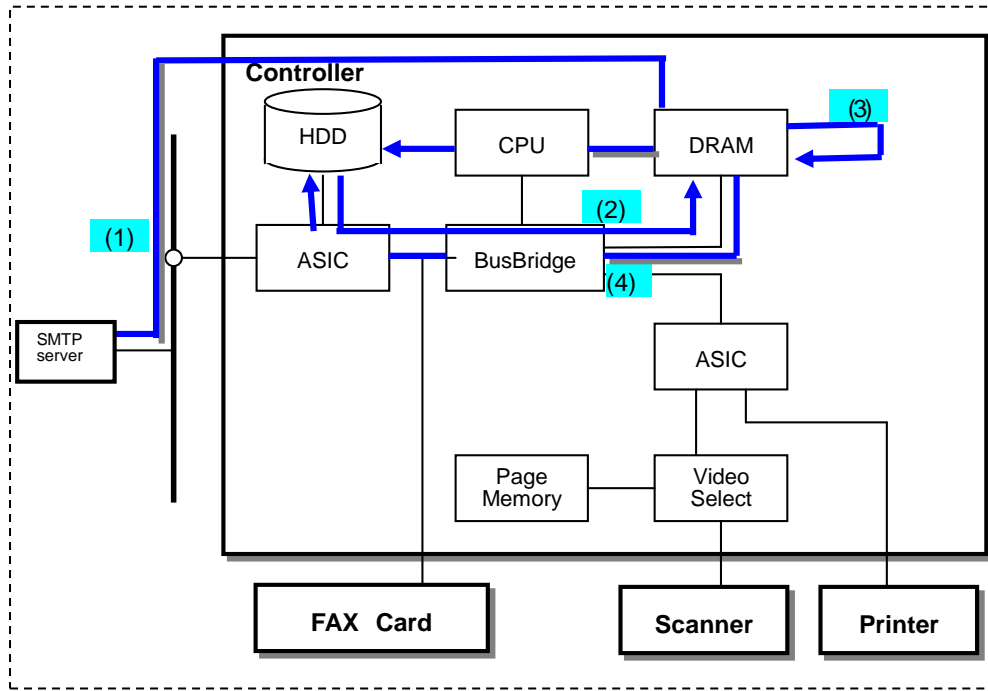 Controller
HDD
CPU
DRAM
(3)
(2)
(1)
ASIC
BusBridge
(4)
SMTP
server
ASIC
Page
Memory
Video
Select
FAX Card
Scanner
Printer